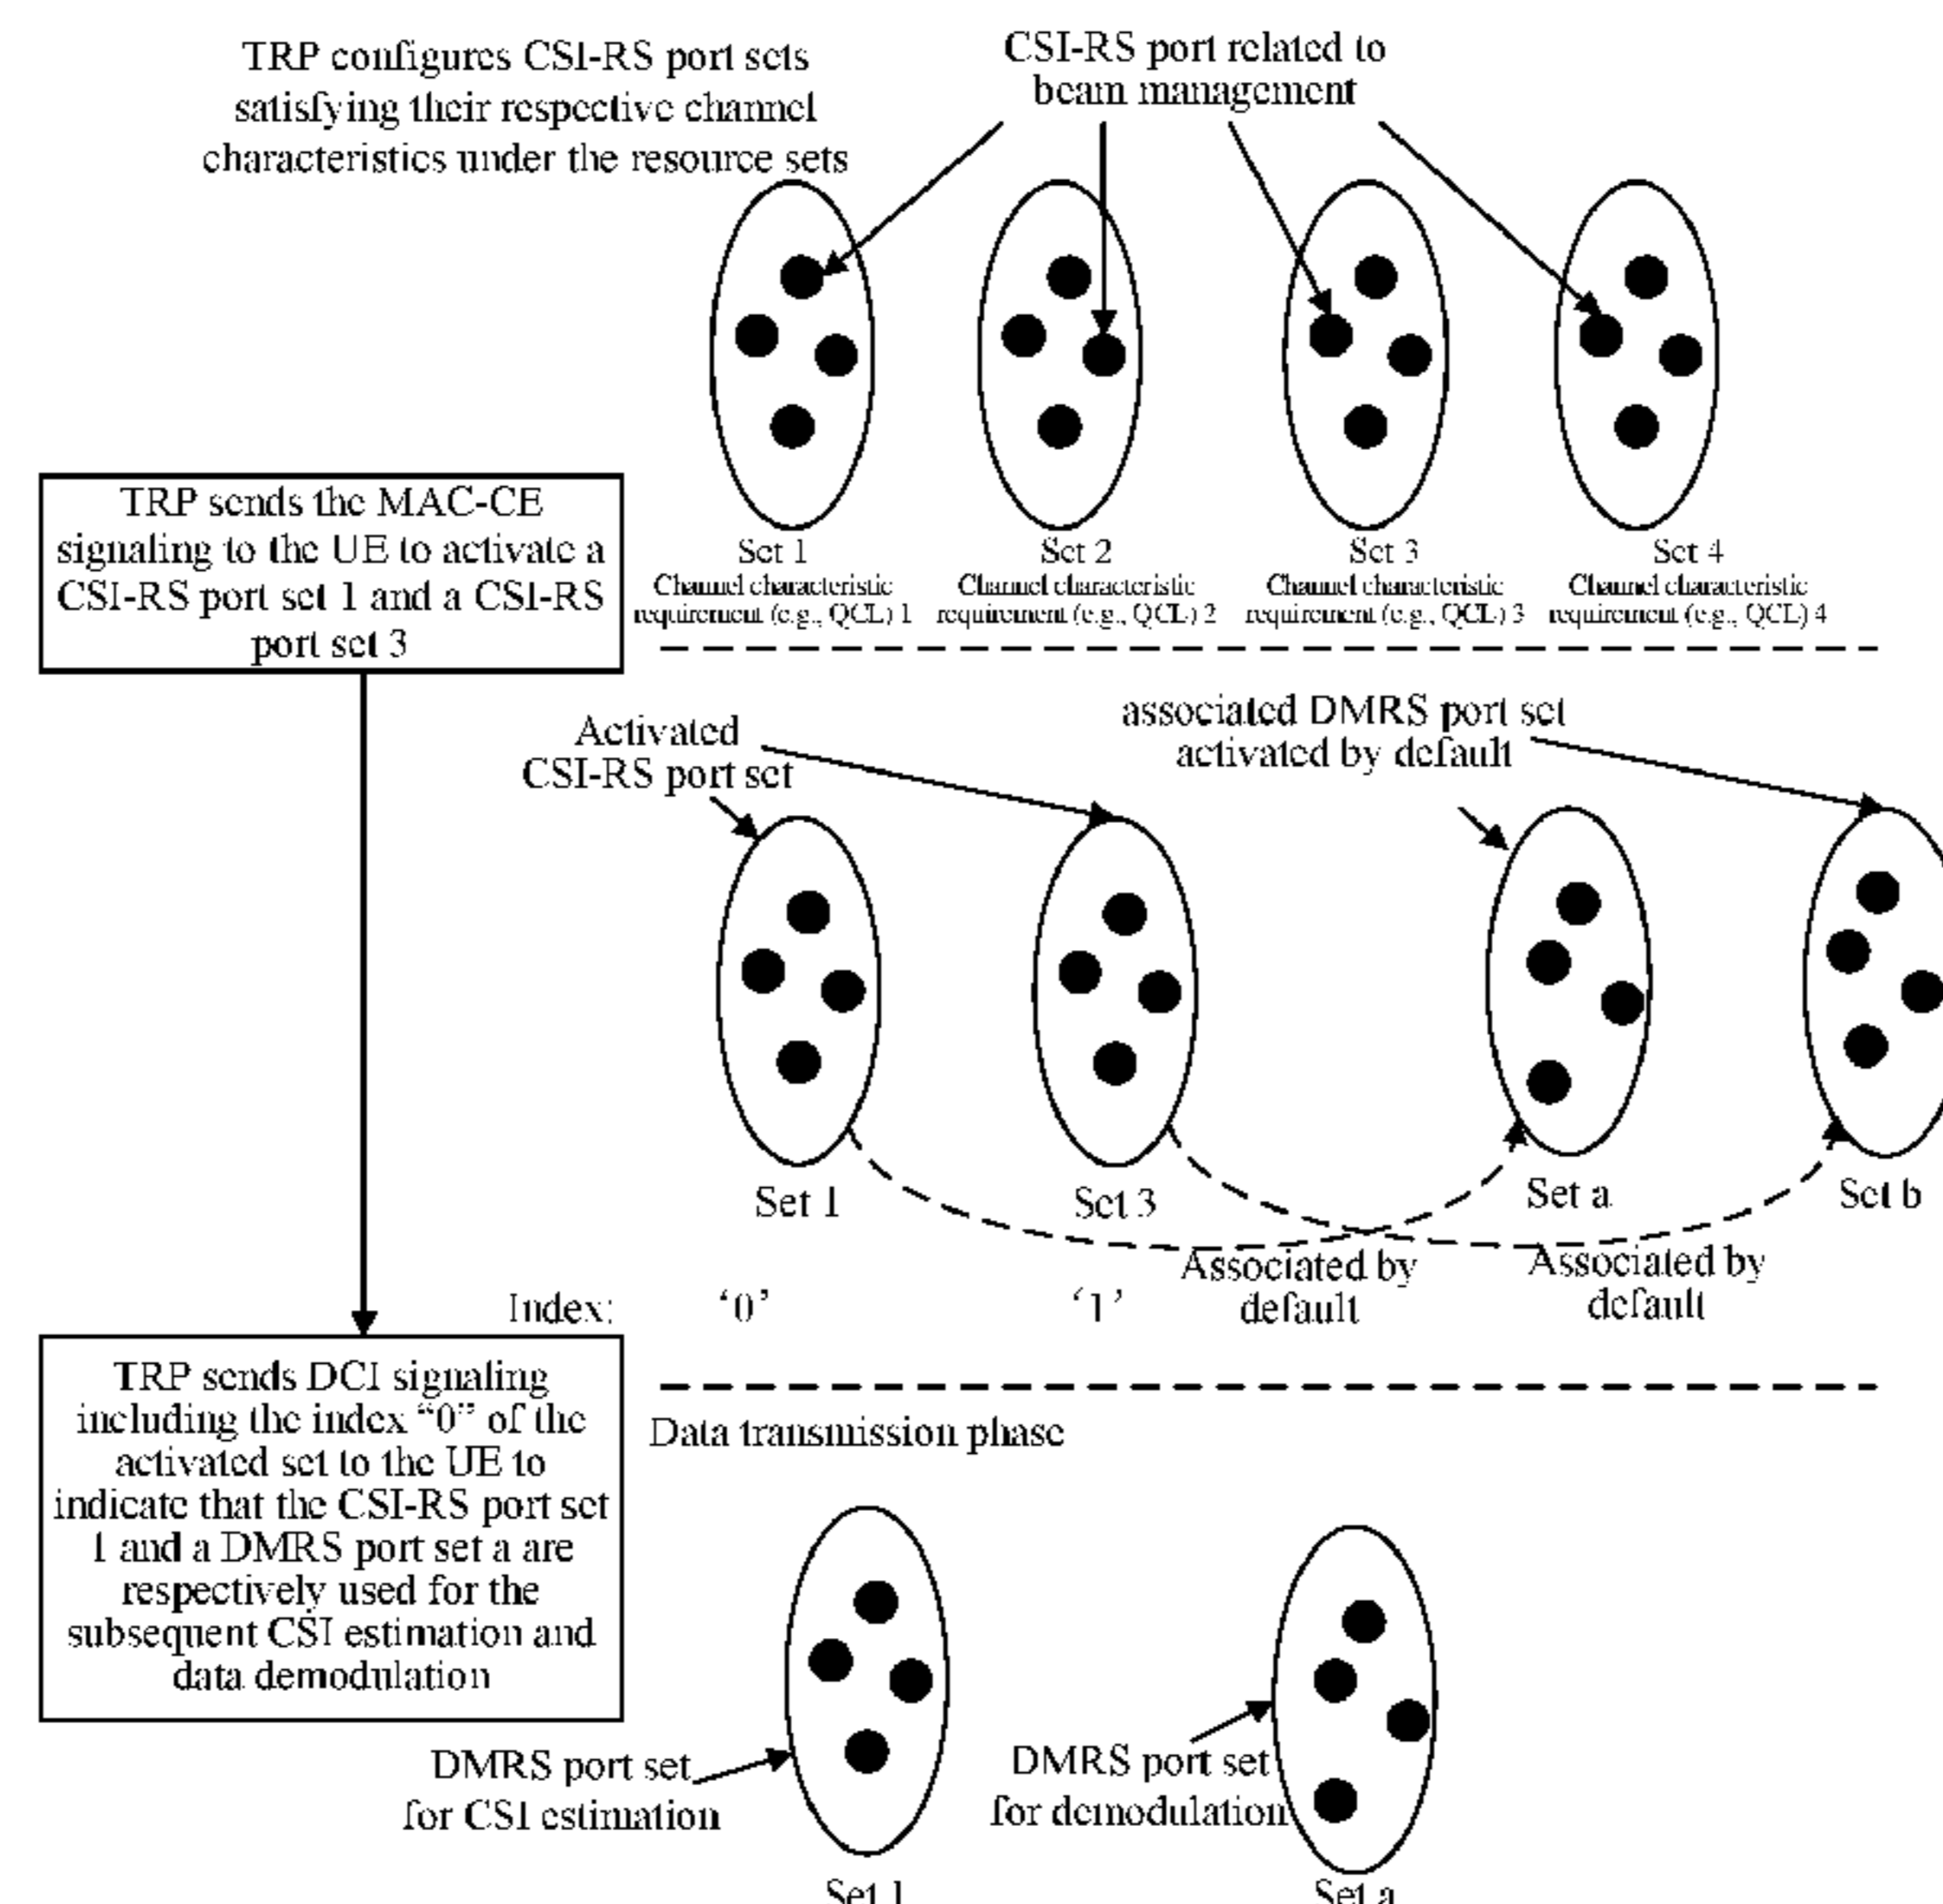 TRP configures CSI-RS port sets
satisfying their respective channel
characteristics under the resource sets
CSI-RS port related to
beam management
Set 1
Channel characteristic
requirement (e.g., QCL) 1
Set 2
Channel characteristic
requirement (e.g., QCL) 2
Set 3
Channel characteristic
requirement (e.g., QCL) 3
Set 4
Channel characteristic
requirement (e.g., QCL) 4
TRP sends the MAC-CE
signaling to the UE to activate a
CSI-RS port set 1 and a CSI-RS
port set 3
Activated
CSI-RS port set
associated DMRS port set
activated by default
Set 1
Set 3
Set a
Set b
Associated by
default
Associated by
default
Index:
‘0’
‘1’
TRP sends DCI signaling
including the index “0” of the
activated set to the UE to
indicate that the CSI-RS port set
1 and a DMRS port set a are
respectively used for the
subsequent CSI estimation and
data demodulation
Data transmission phase
DMRS port set
for CSI estimation
DMRS port set
for demodulation
Set 1
Set a